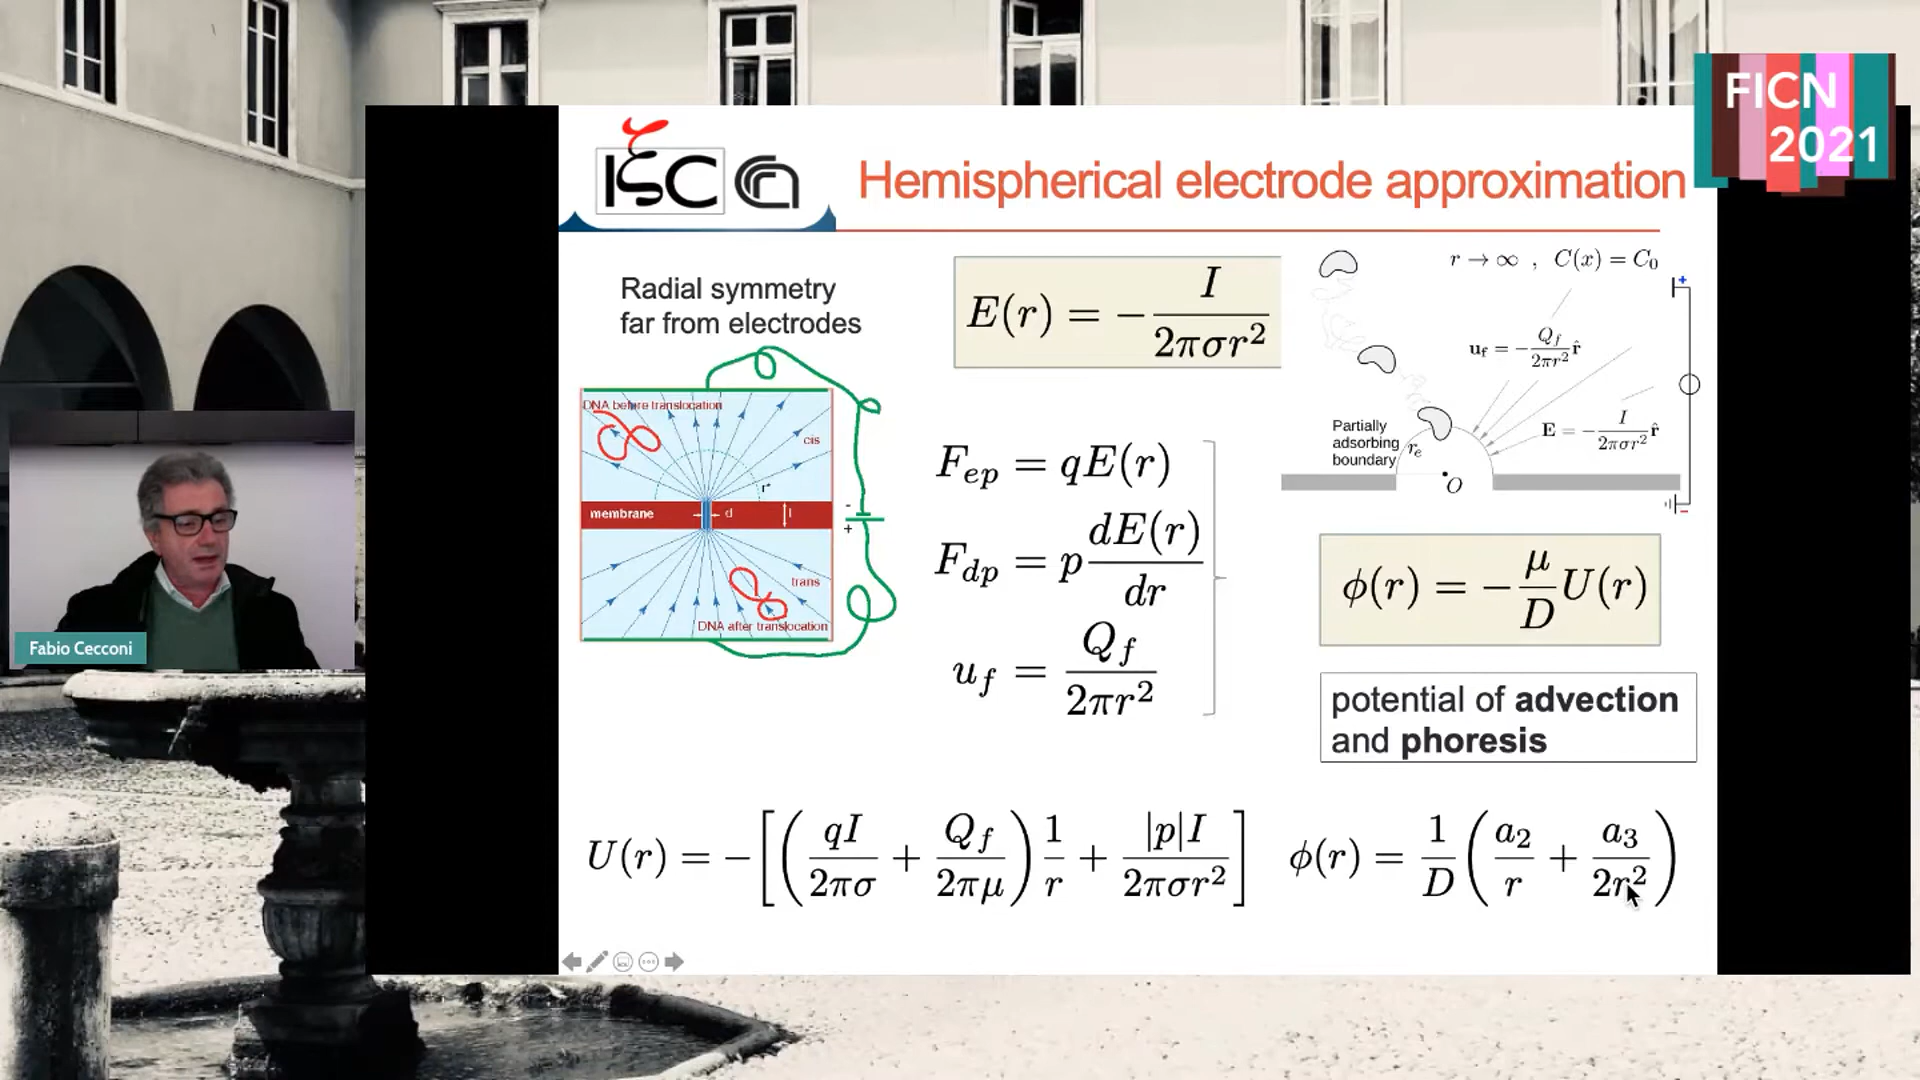 FICN
2021
ISC
Hemispherical electrode approximation
Radial symmetry
far from electrodes
DNA before translocation
cis
r*
membrane
d
l
-
+
trans
DNA after translocation
E(r) = - I / 2πσr²
F_ep = qE(r)
F_dp = p dE(r) / dr
u_f = Q_f / 2πr²
r → ∞ , C(x) = C₀
u_f = - Q_f / 2πr² r̂
E = - I / 2πσr² r̂
Partially
adsorbing
boundary
r_e
O
+
-
ϕ(r) = - μ / D U(r)
potential of advection
and phoresis
U(r) = -[(qI / 2πσ + Q_f / 2πμ) 1 / r + |p|I / 2πσr²]
ϕ(r) = 1 / D (a₂ / r + a₃ / 2r²)
Fabio Cecconi